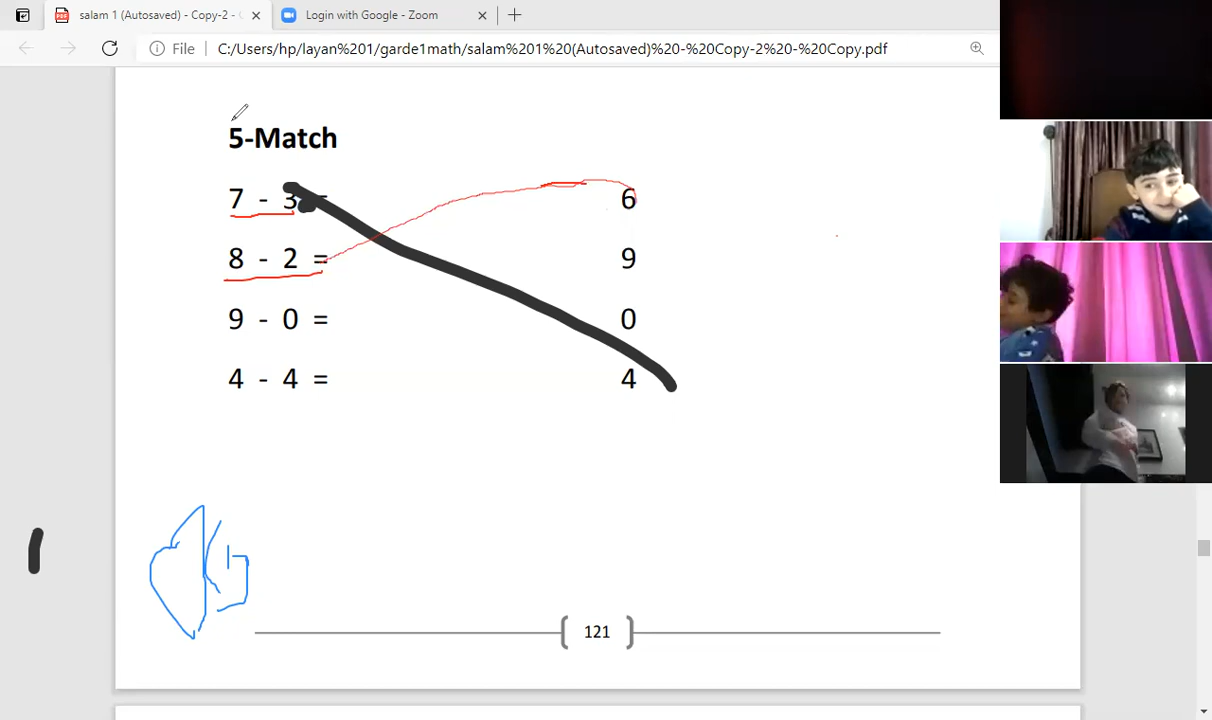 salam 1 (Autosaved) - Copy-2 - C
Login with Google - Zoom
File C:/Users/hp/layan%201/garde1math/salam%201%20(Autosaved)%20-%20Copy-2%20-%20Copy.pdf
5-Match
7 - 3 = 6
8 - 2 = 9
9 - 0 = 0
4 - 4 = 4
121